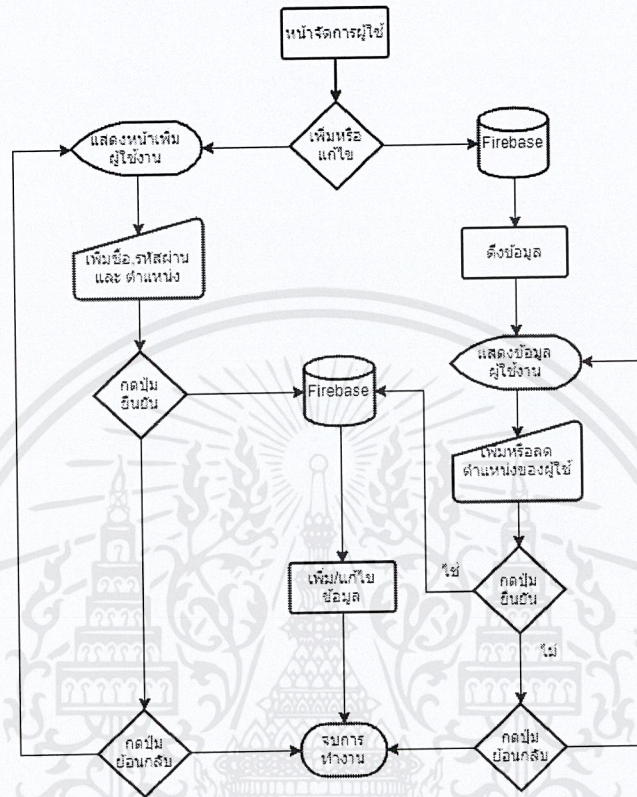 หน้าจัดการผู้ใช้
เพิ่มหรือ
แก้ไข
แสดงหน้าเพิ่ม
ผู้ใช้งาน
Firebase
เพิ่มชื่อ,รหัสผ่าน
และ ตำแหน่ง
ดึงข้อมูล
แสดงข้อมูล
ผู้ใช้งาน
กดปุ่ม
ยืนยัน
Firebase
เพิ่มหรือลด
ตำแหน่งของผู้ใช้
เพิ่ม/แก้ไข
ข้อมูล
ใช่
กดปุ่ม
ยืนยัน
ไม่
กดปุ่ม
ย้อนกลับ
จบการ
ทำงาน
กดปุ่ม
ย้อนกลับ